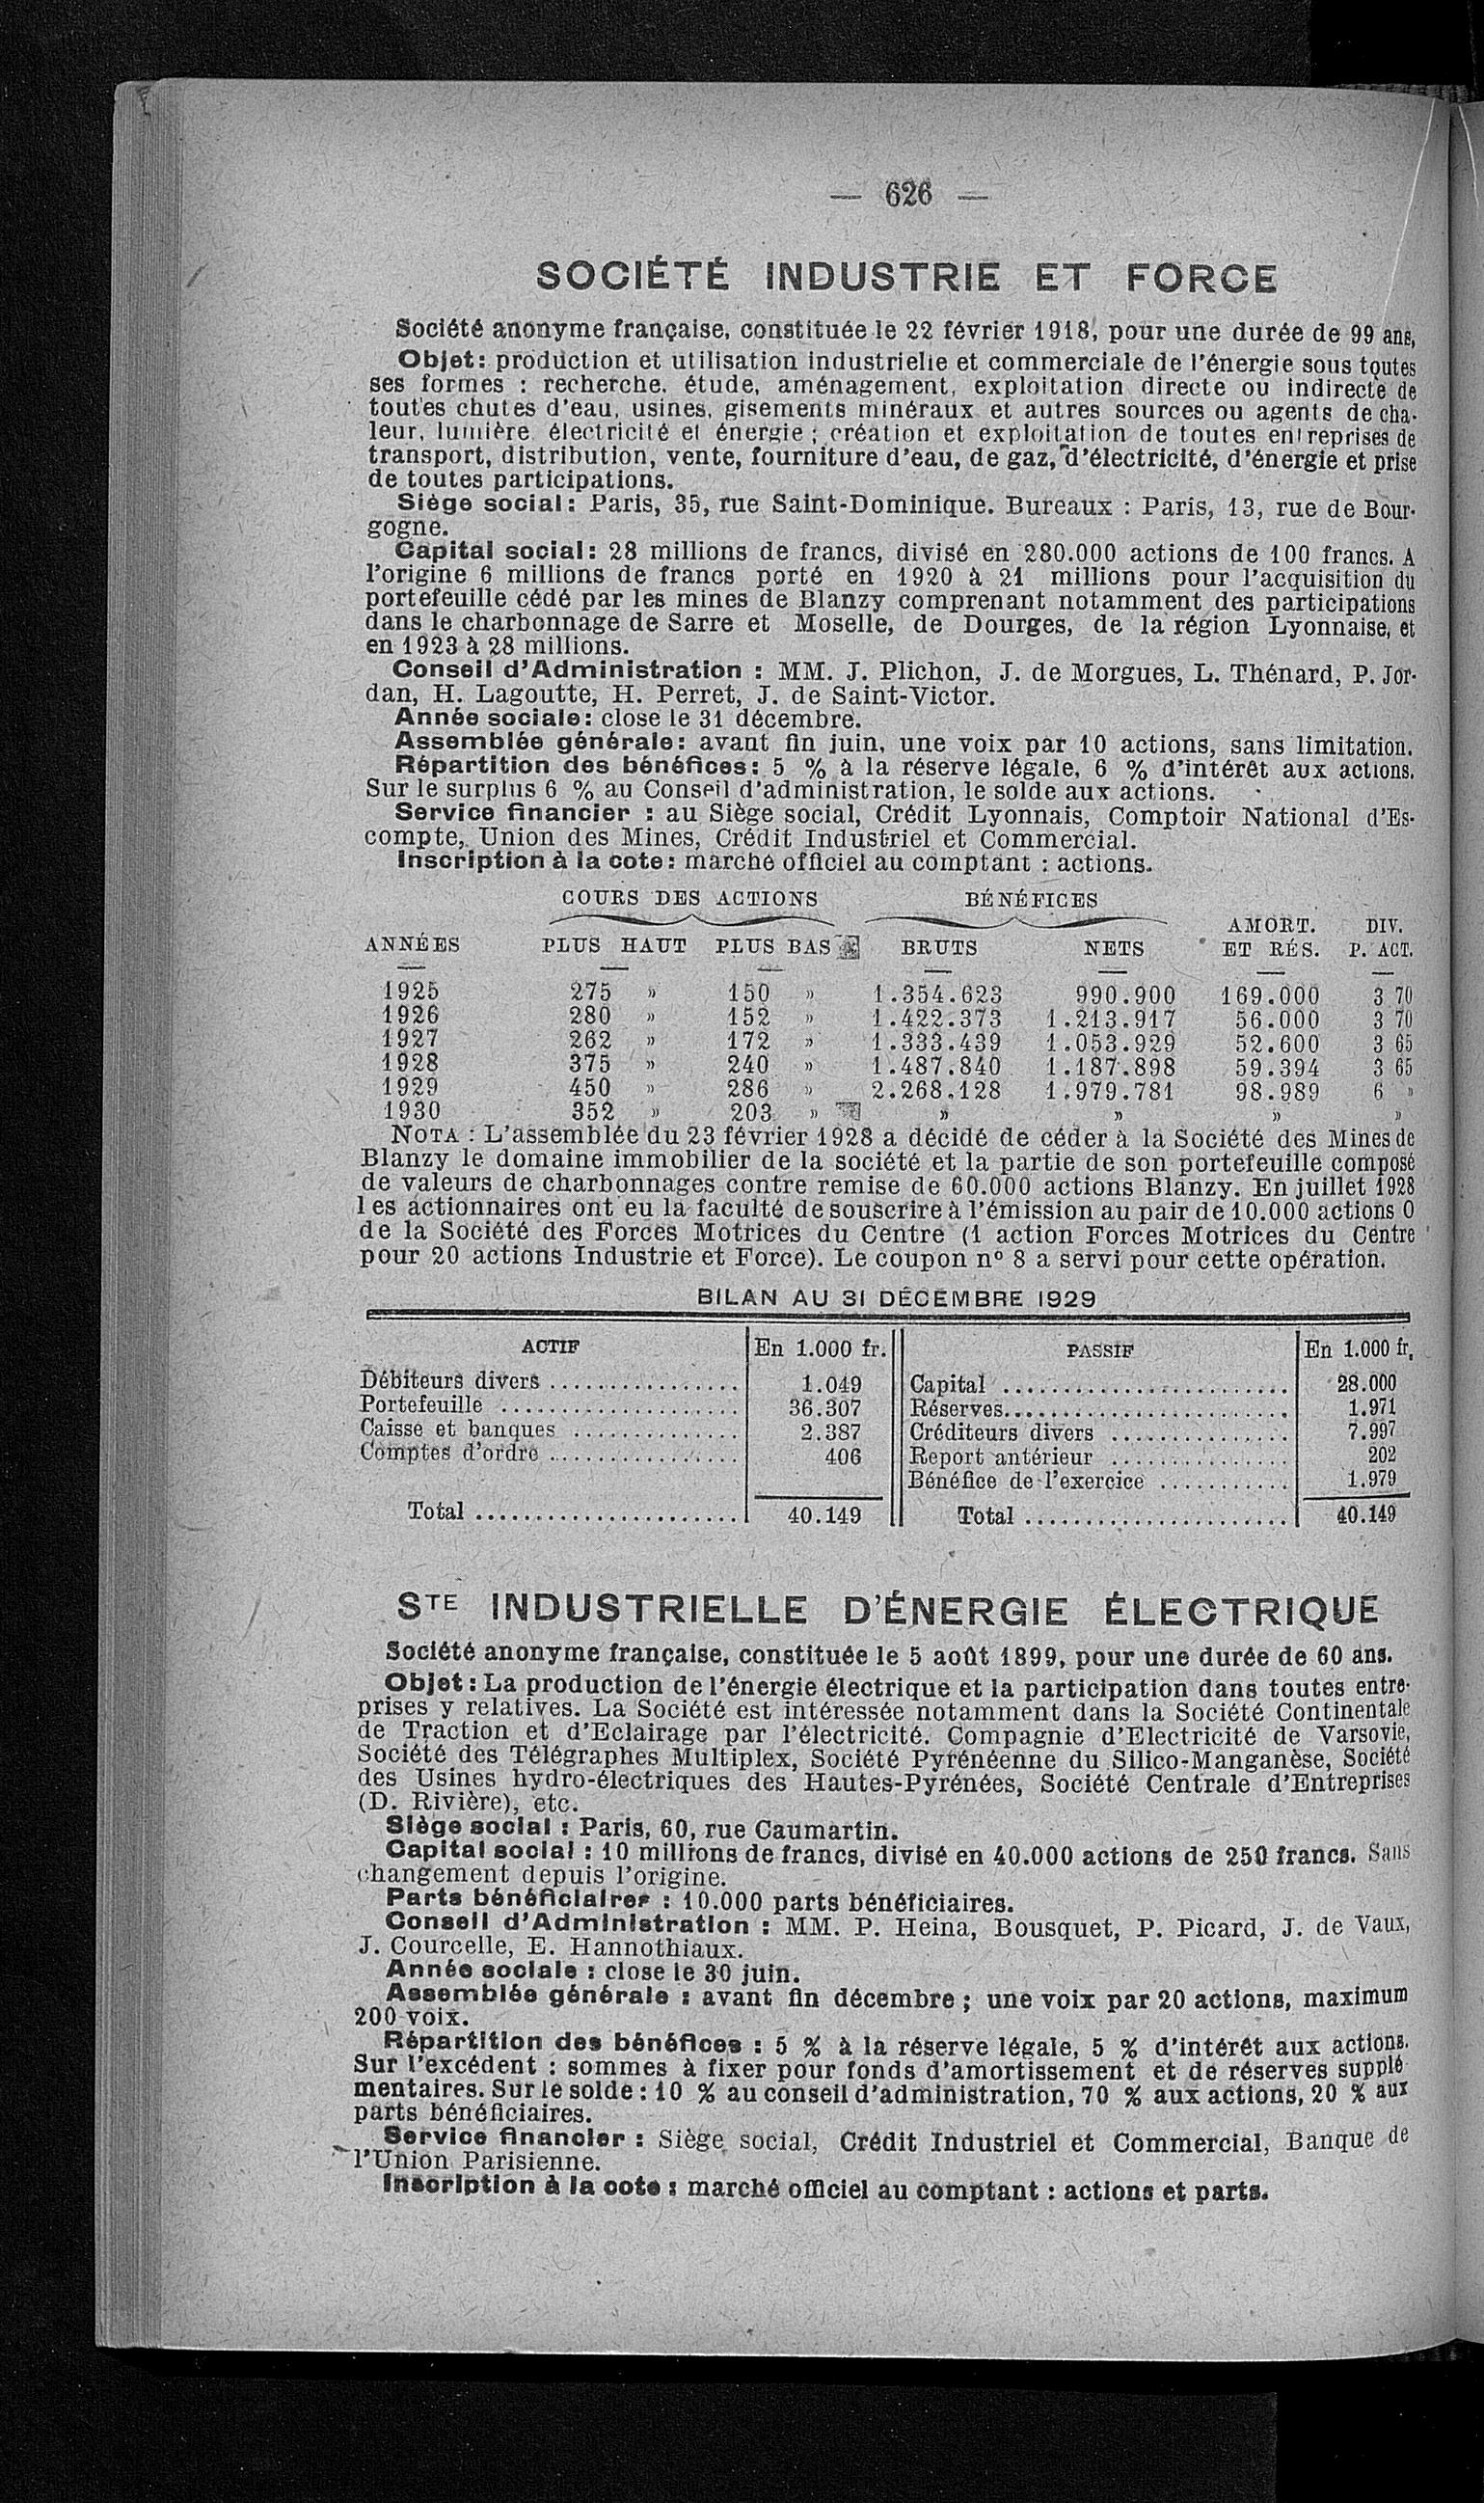 — 626 —
SOCIÉTÉ INDUSTRIE ET FORCE
Société anonyme française, constituée le 22 février 1918, pour une durée de 99 ans,
Objet: production et utilisation industrielle et commerciale de l'énergie sous toutes
ses formes : recherche, étude, aménagement, exploitation directe ou indirecte de
toutes chutes d'eau, usines, gisements minéraux et autres sources ou agents de cha-
leur, lumière électricité et énergie ; création et exploitation de toutes entreprises de
transport, distribution, vente, fourniture d'eau, de gaz, d'électricité, d'énergie et prise
de toutes participations.
Siège social: Paris, 35, rue Saint-Dominique. Bureaux : Paris, 13, rue de Bour-
gogne.
Capital social: 28 millions de francs, divisé en 280.000 actions de 100 francs. A
l'origine 6 millions de francs porté en 1920 à 21 millions pour l'acquisition du
portefeuille cédé par les mines de Blanzy comprenant notamment des participations
dans le charbonnage de Sarre et Moselle, de Dourges, de la région Lyonnaise, et
en 1923 à 28 millions.
Conseil d'Administration : MM. J. Plichon, J. de Morgues, L. Thénard, P. Jor-
dan, H. Lagoutte, H. Perret, J. de Saint-Victor.
Année sociale: close le 31 décembre.
Assemblée générale: avant fin juin, une voix par 10 actions, sans limitation.
Répartition des bénéfices: 5 % à la réserve légale, 6 % d'intérêt aux actions.
Sur le surplus 6 % au Conseil d'administration, le solde aux actions.
Service financier : au Siège social, Crédit Lyonnais, Comptoir National d'Es-
compte, Union des Mines, Crédit Industriel et Commercial.
Inscription à la cote: marché officiel au comptant : actions.
COURS DES ACTIONS BÉNÉFICES
AMORT. DIV.
ANNÉES PLUS HAUT PLUS BAS BRUTS NETS ET RÉS. P. ACT.
1925 275 » 150 » 1.354.623 990.900 169.000 3 70
1926 280 » 152 » 1.422.373 1.213.917 56.000 3 70
1927 262 » 172 » 1.333.439 1.053.929 52.600 3 65
1928 375 » 240 » 1.487.840 1.187.898 59.394 3 65
1929 450 » 286 » 2.268.128 1.979.781 98.989 6 »
1930 352 » 203 » » » » »
NOTA : L'assemblée du 23 février 1928 a décidé de céder à la Société des Mines de
Blanzy le domaine immobilier de la société et la partie de son portefeuille composé
de valeurs de charbonnages contre remise de 60.000 actions Blanzy. En juillet 1928
les actionnaires ont eu la faculté de souscrire à l'émission au pair de 10.000 actions O
de la Société des Forces Motrices du Centre (1 action Forces Motrices du Centre
pour 20 actions Industrie et Force). Le coupon n° 8 a servi pour cette opération.
BILAN AU 31 DÉCEMBRE 1929
ACTIF En 1.000 fr. PASSIF En 1.000 fr.
Débiteurs divers ................ 1.049 Capital ........................ 28.000
Portefeuille .................... 36.307 Réserves........................ 1.971
Caisse et banques .............. 2.387 Créditeurs divers ............... 7.997
Comptes d'ordre ................ 406 Report antérieur ............... 202
Bénéfice de l'exercice ........... 1.979
Total ...................... 40.149 Total ...................... 40.149
STE INDUSTRIELLE D'ÉNERGIE ÉLECTRIQUE
Société anonyme française, constituée le 5 août 1899, pour une durée de 60 ans.
Objet : La production de l'énergie électrique et la participation dans toutes entre-
prises y relatives. La Société est intéressée notamment dans la Société Continentale
de Traction et d'Eclairage par l'électricité. Compagnie d'Electricité de Varsovie,
Société des Télégraphes Multiplex, Société Pyrénéenne du Silico-Manganèse, Société
des Usines hydro-électriques des Hautes-Pyrénées, Société Centrale d'Entreprises
(D. Rivière), etc.
Siège social : Paris, 60, rue Caumartin.
Capital social : 10 millions de francs, divisé en 40.000 actions de 250 francs. Sans
changement depuis l'origine.
Parts bénéficiaires : 10.000 parts bénéficiaires.
Conseil d'Administration : MM. P. Heina, Bousquet, P. Picard, J. de Vaux,
J. Courcelle, E. Hannothiaux.
Année sociale : close le 30 juin.
Assemblée générale : avant fin décembre ; une voix par 20 actions, maximum
200 voix.
Répartition des bénéfices : 5 % à la réserve légale, 5 % d'intérêt aux actions.
Sur l'excédent : sommes à fixer pour fonds d'amortissement et de réserves supplé-
mentaires. Sur le solde : 10 % au conseil d'administration, 70 % aux actions, 20 % aux
parts bénéficiaires.
Service financier : Siège social, Crédit Industriel et Commercial, Banque de
l'Union Parisienne.
Inscription à la cote : marché officiel au comptant : actions et parts.